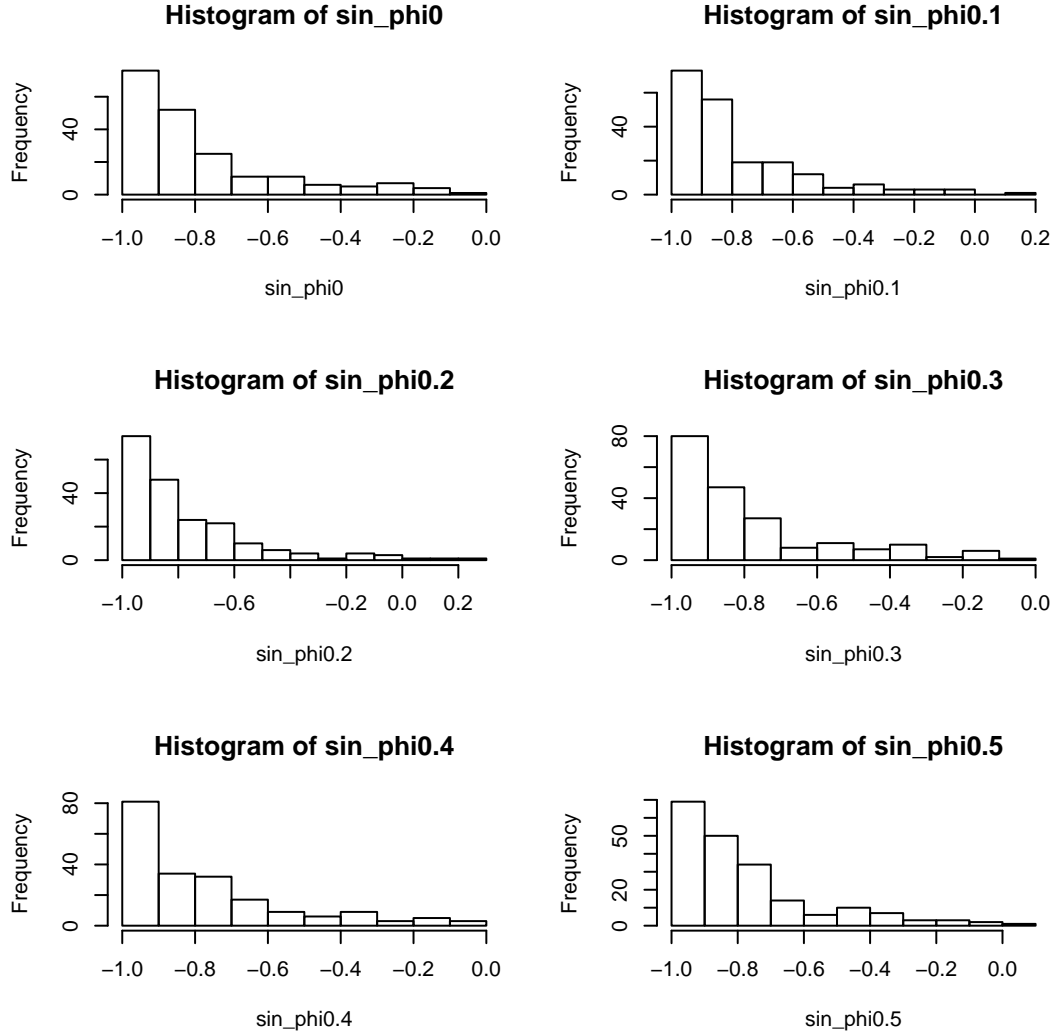 Histogram of sin_phi0
Frequency
0 40
−1.0 −0.8 −0.6 −0.4 −0.2 0.0
sin_phi0
Histogram of sin_phi0.1
Frequency
0 40
−1.0 −0.8 −0.6 −0.4 −0.2 0.0 0.2
sin_phi0.1
Histogram of sin_phi0.2
Frequency
0 40
−1.0 −0.6 −0.2 0.0 0.2
sin_phi0.2
Histogram of sin_phi0.3
Frequency
0 40 80
−1.0 −0.8 −0.6 −0.4 −0.2 0.0
sin_phi0.3
Histogram of sin_phi0.4
Frequency
0 40 80
−1.0 −0.8 −0.6 −0.4 −0.2 0.0
sin_phi0.4
Histogram of sin_phi0.5
Frequency
0 20 50
−1.0 −0.8 −0.6 −0.4 −0.2 0.0
sin_phi0.5